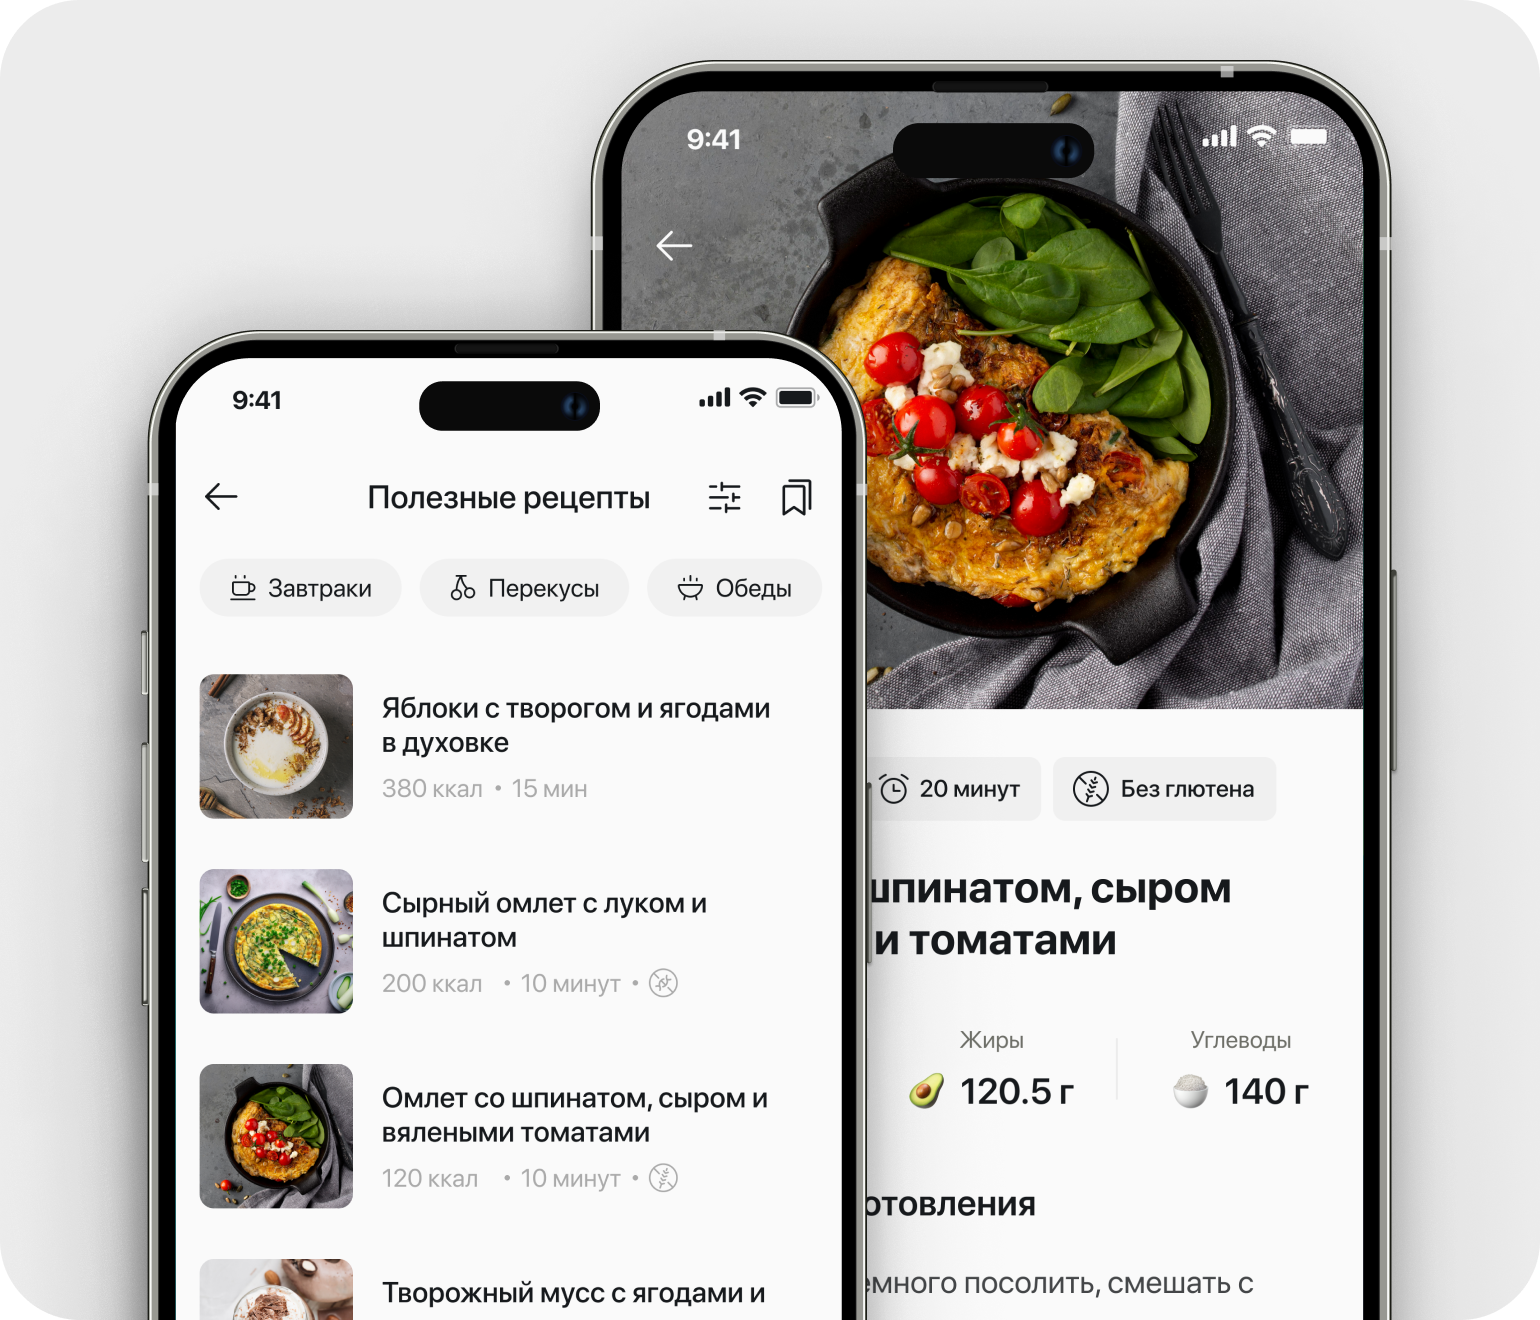 9:41
Полезные рецепты
Завтраки
Перекусы
Обеды
Яблоки с творогом и ягодами
в духовке
380 ккал • 15 мин
Сырный омлет с луком и
шпинатом
200 ккал • 10 минут •
Омлет со шпинатом, сыром и
вялеными томатами
120 ккал • 10 минут •
Творожный мусс с ягодами и
9:41
20 минут
Без глютена
шпинатом, сыром
и томатами
Жиры
120.5 г
Углеводы
140 г
отовления
емного посолить, смешать с